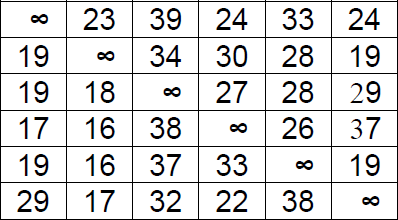 ∞ 23 39 24 33 24
19 ∞ 34 30 28 19
19 18 ∞ 27 28 29
17 16 38 ∞ 26 37
19 16 37 33 ∞ 19
29 17 32 22 38 ∞